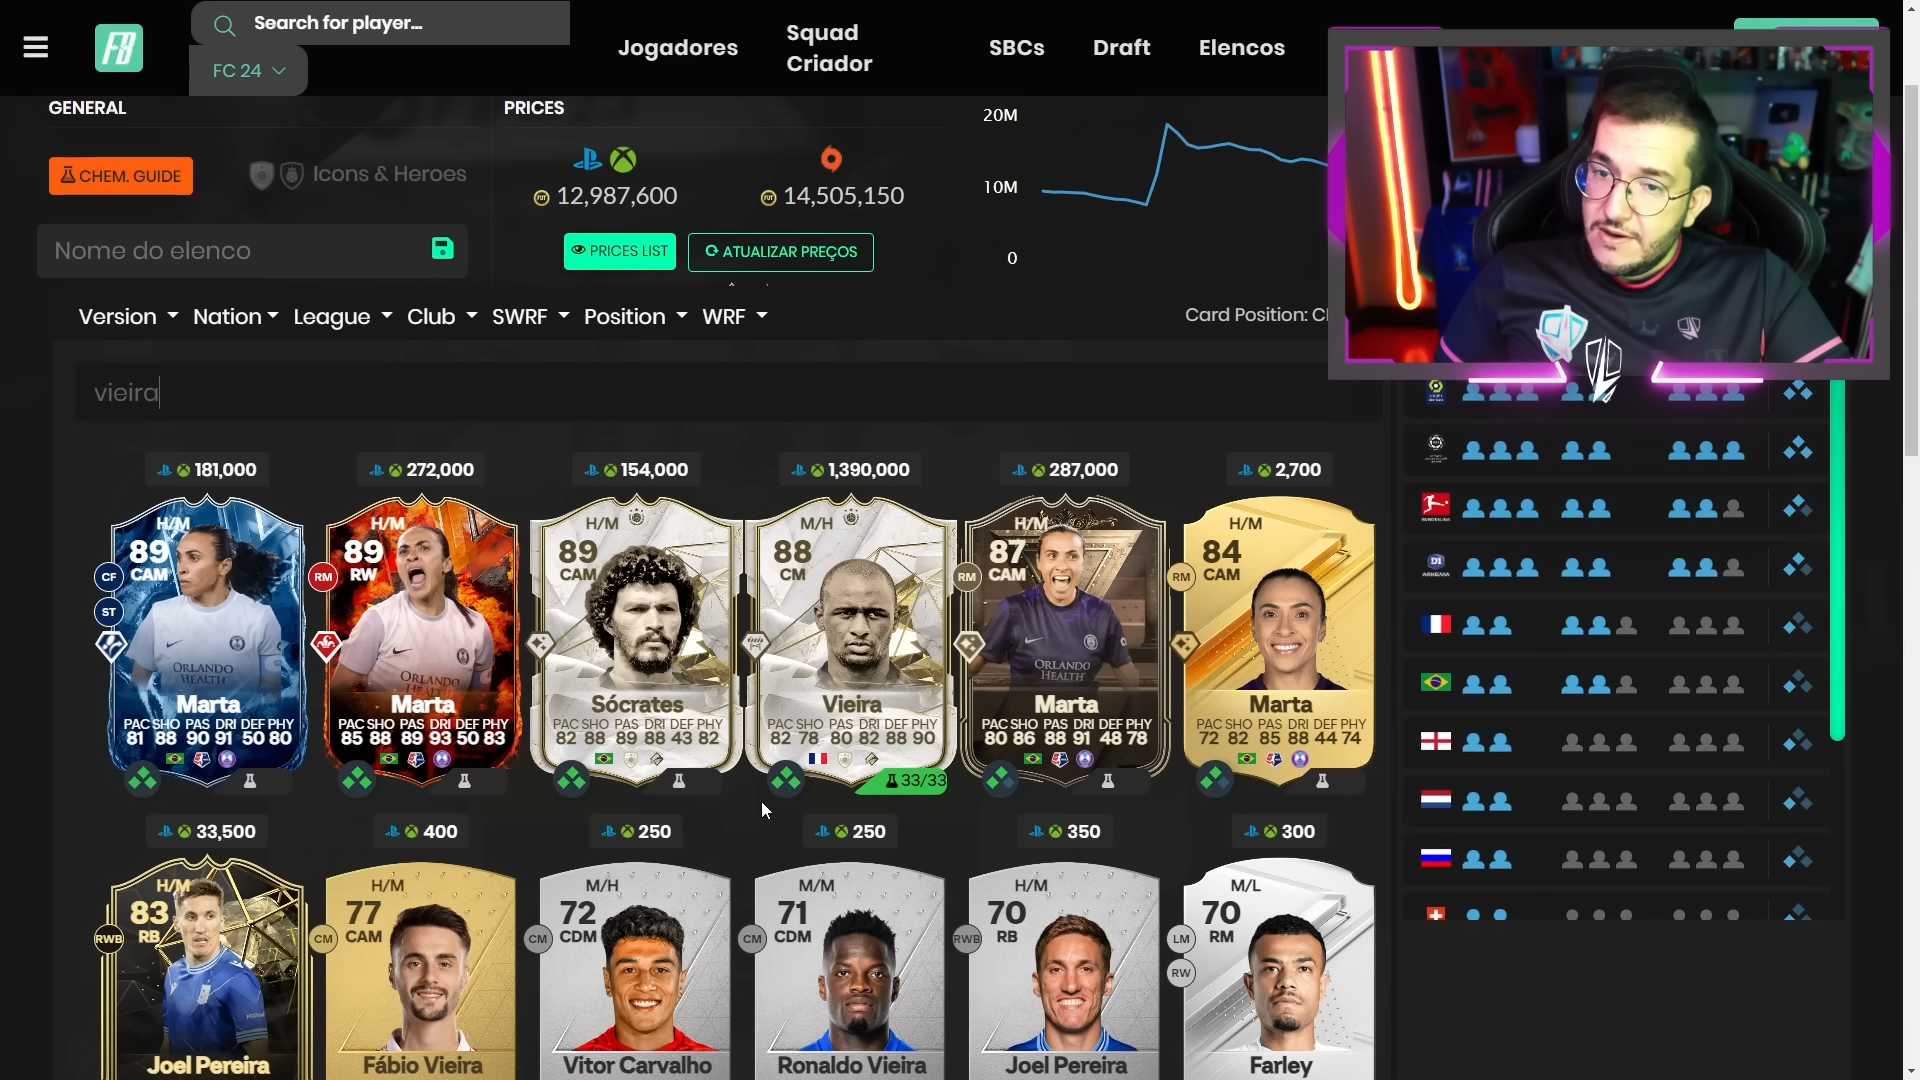 Search for player...
FC 24
Jogadores
Squad
Criador
SBCs
Draft
Elencos
GENERAL
CHEM. GUIDE
Icons & Heroes
Nome do elenco
PRICES
12,987,600
14,505,150
PRICES LIST
ATUALIZAR PREÇOS
20M
10M
0
Version
Nation
League
Club
SWRF
Position
WRF
vieira
181,000
272,000
154,000
1,390,000
287,000
2,700
H/M
89
CAM
CF
ST
ORLANDO
HEALTH
Marta
PAC SHO PAS DRI DEF PHY
81 88 90 91 50 80
H/M
89
RW
RM
ORLANDO
HEALTH
Marta
PAC SHO PAS DRI DEF PHY
85 88 89 93 50 83
H/M
89
CAM
Sócrates
PAC SHO PAS DRI DEF PHY
82 88 89 88 43 82
M/H
88
CM
Vieira
PAC SHO PAS DRI DEF PHY
82 78 80 82 88 90
33/33
H/M
87
CAM
RM
ORLANDO
HEALTH
Marta
PAC SHO PAS DRI DEF PHY
80 86 88 91 48 78
H/M
84
CAM
RM
Marta
PAC SHO PAS DRI DEF PHY
72 82 85 88 44 74
33,500
400
250
250
350
300
H/M
83
RB
RWB
Joel Pereira
H/M
77
CAM
CM
Fábio Vieira
M/H
72
CDM
CM
Vitor Carvalho
M/M
71
CDM
CM
Ronaldo Vieira
H/M
70
RB
RWB
Joel Pereira
M/L
70
RM
LM
RW
Farley
Card Position: